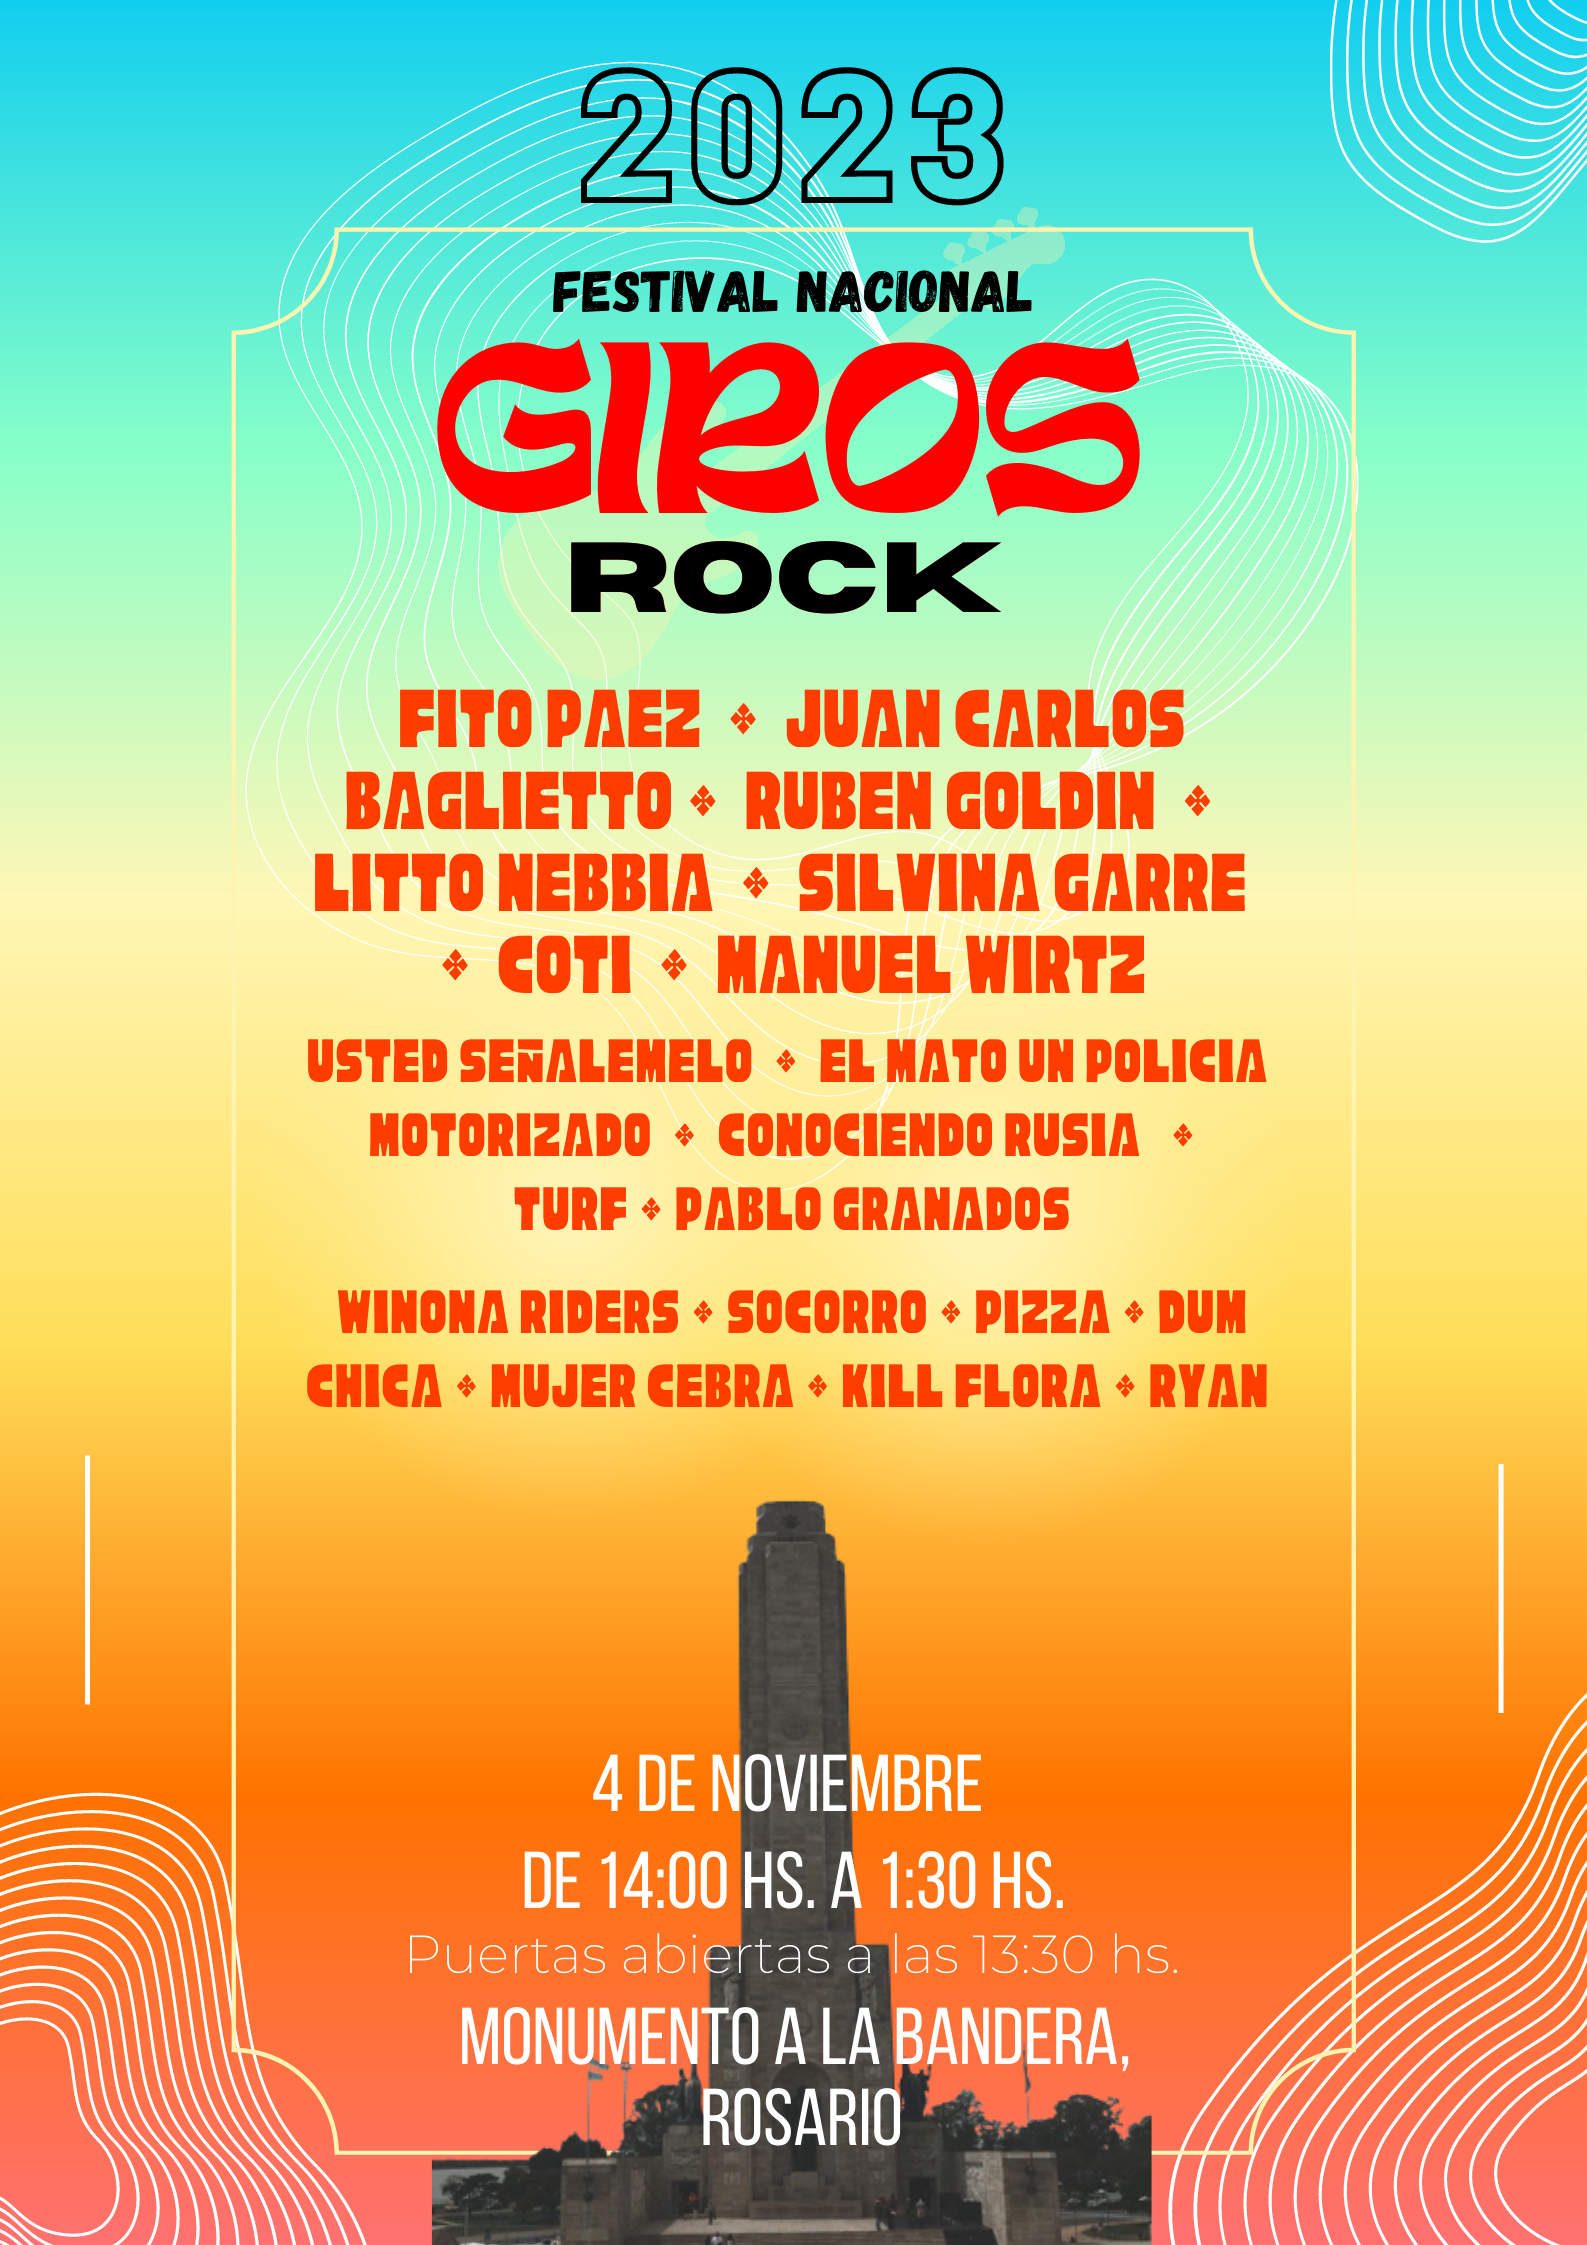 2023
FESTIVAL NACIONAL
GIROS
ROCK
FITO PAEZ ❖ JUAN CARLOS
BAGLIETTO ❖ RUBEN GOLDIN ❖
LITTO NEBBIA ❖ SILVINA GARRE
❖ COTI ❖ MANUEL WIRTZ
USTED SEÑALEMELO ❖ EL MATO UN POLICIA
MOTORIZADO ❖ CONOCIENDO RUSIA ❖
TURF ❖ PABLO GRANADOS
WINONA RIDERS ❖ SOCORRO ❖ PIZZA ❖ DUM
CHICA ❖ MUJER CEBRA ❖ KILL FLORA ❖ RYAN
4 DE NOVIEMBRE
DE 14:00 HS. A 1:30 HS.
Puertas abiertas a las 13:30 hs.
MONUMENTO A LA BANDERA,
ROSARIO